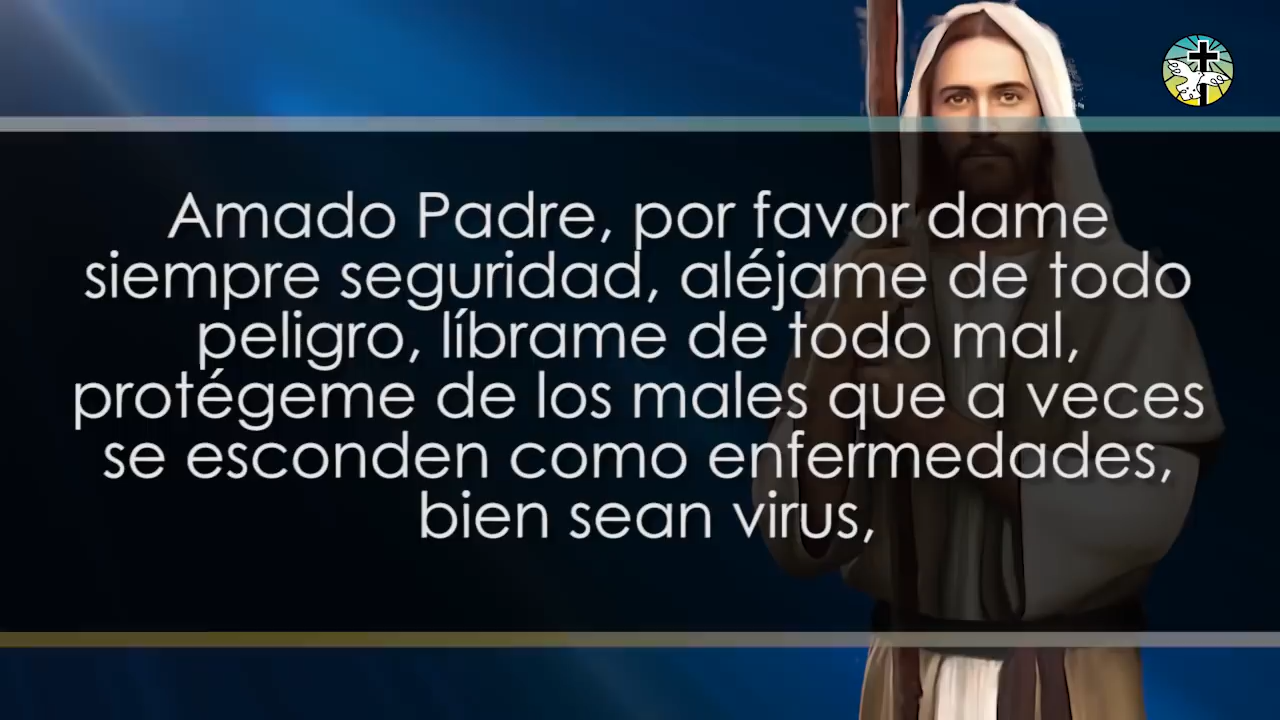 Amado Padre, por favor dame
siempre seguridad, aléjame de todo
peligro, líbrame de todo mal,
protégeme de los males que a veces
se esconden como enfermedades,
bien sean virus,